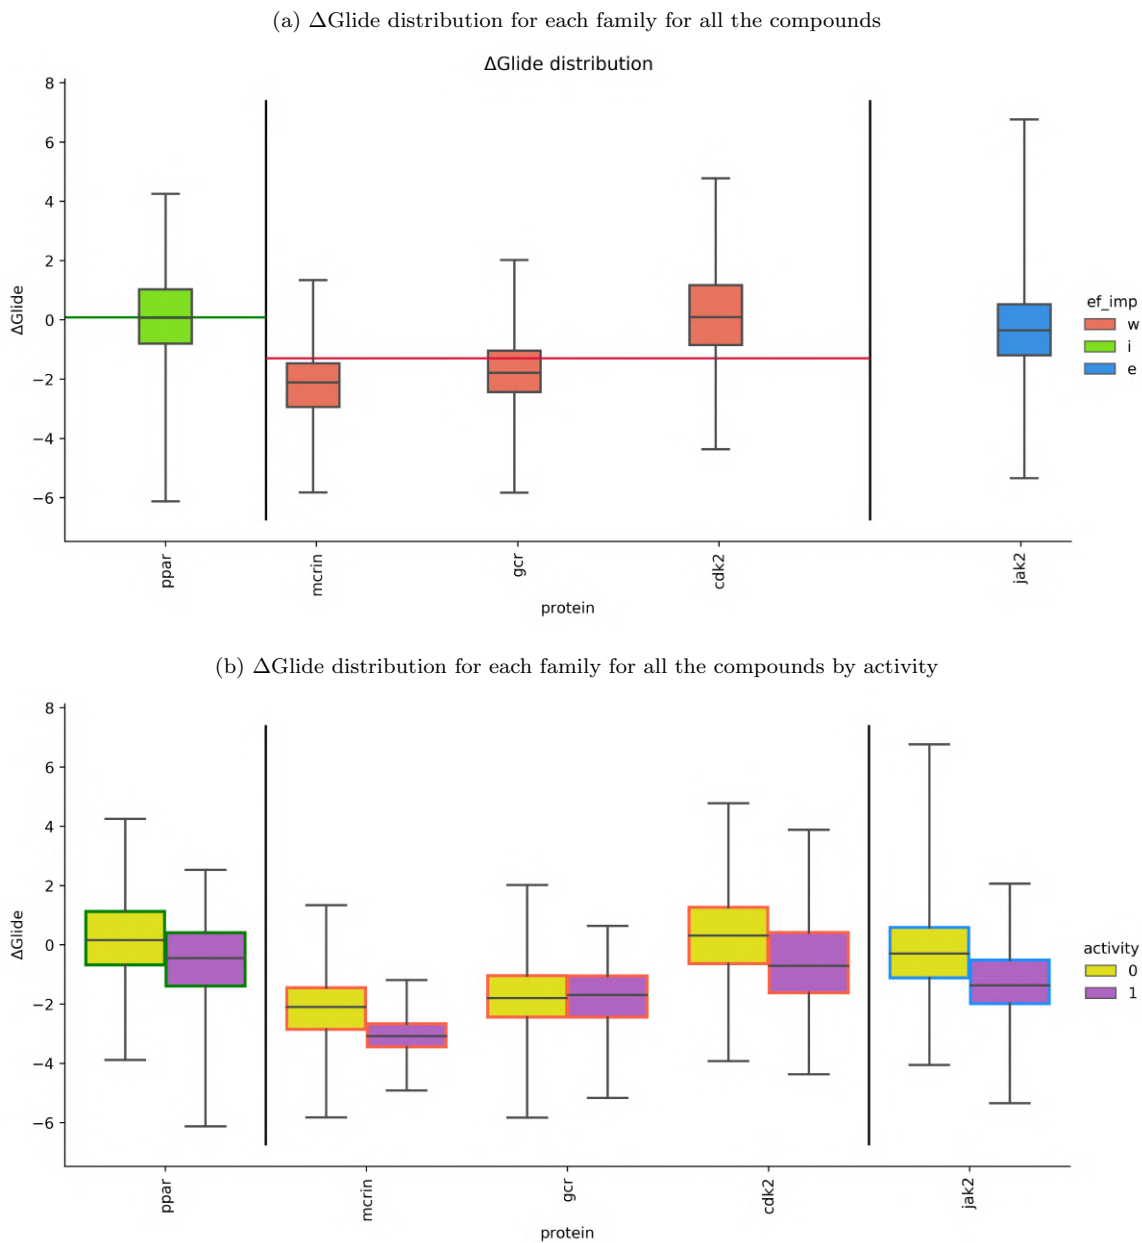 (a) ΔGlide distribution for each family for all the compounds
ΔGlide distribution
8
6
4
2
0
−2
−4
−6
ΔGlide
ppar
mcrin
gcr
cdk2
jak2
protein
ef_imp
w
i
e
(b) ΔGlide distribution for each family for all the compounds by activity
8
6
4
2
0
−2
−4
−6
ΔGlide
ppar
mcrin
gcr
cdk2
jak2
protein
activity
0
1